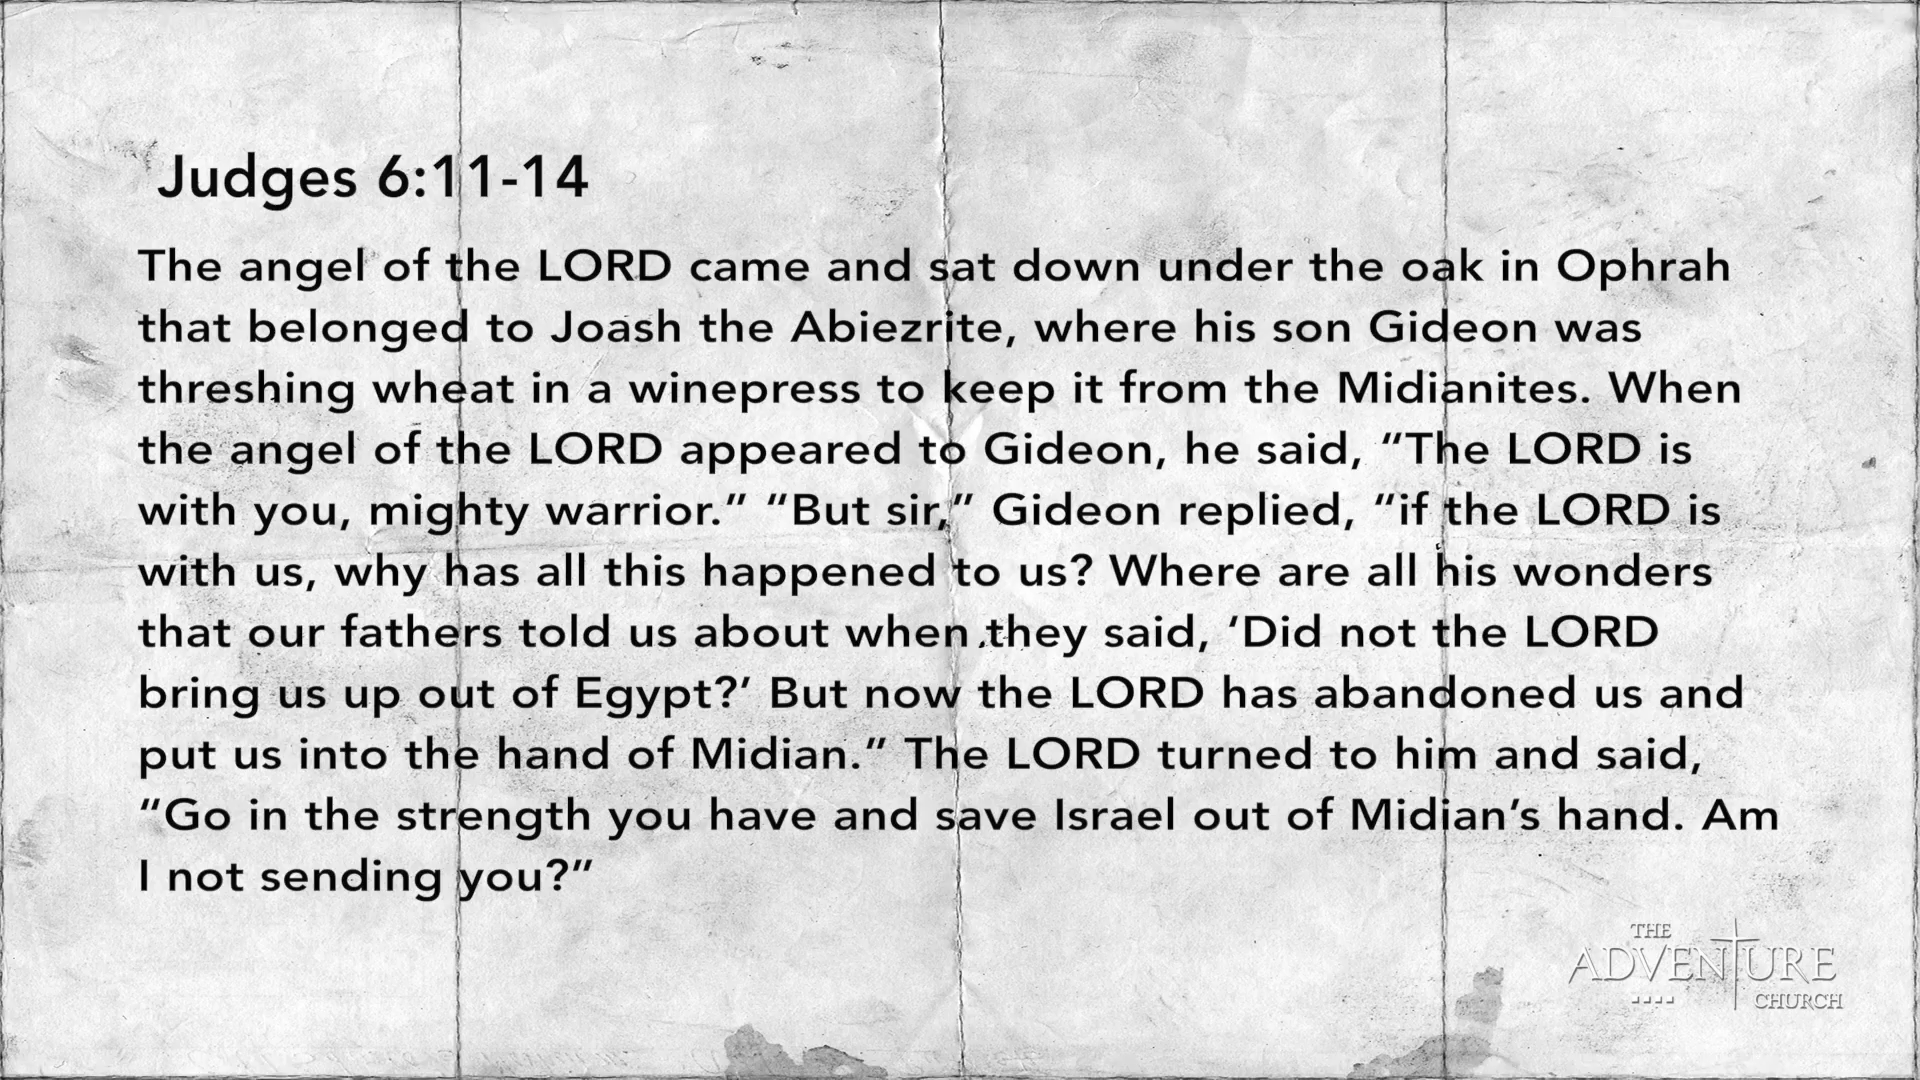 Judges 6:11-14
The angel of the LORD came and sat down under the oak in Ophrah
that belonged to Joash the Abiezrite, where his son Gideon was
threshing wheat in a winepress to keep it from the Midianites. When
the angel of the LORD appeared to Gideon, he said, “The LORD is
with you, mighty warrior.” “But sir,” Gideon replied, “if the LORD is
with us, why has all this happened to us? Where are all his wonders
that our fathers told us about when they said, ‘Did not the LORD
bring us up out of Egypt?’ But now the LORD has abandoned us and
put us into the hand of Midian.” The LORD turned to him and said,
“Go in the strength you have and save Israel out of Midian’s hand. Am
I not sending you?”
THE
ADVENTURE
CHURCH